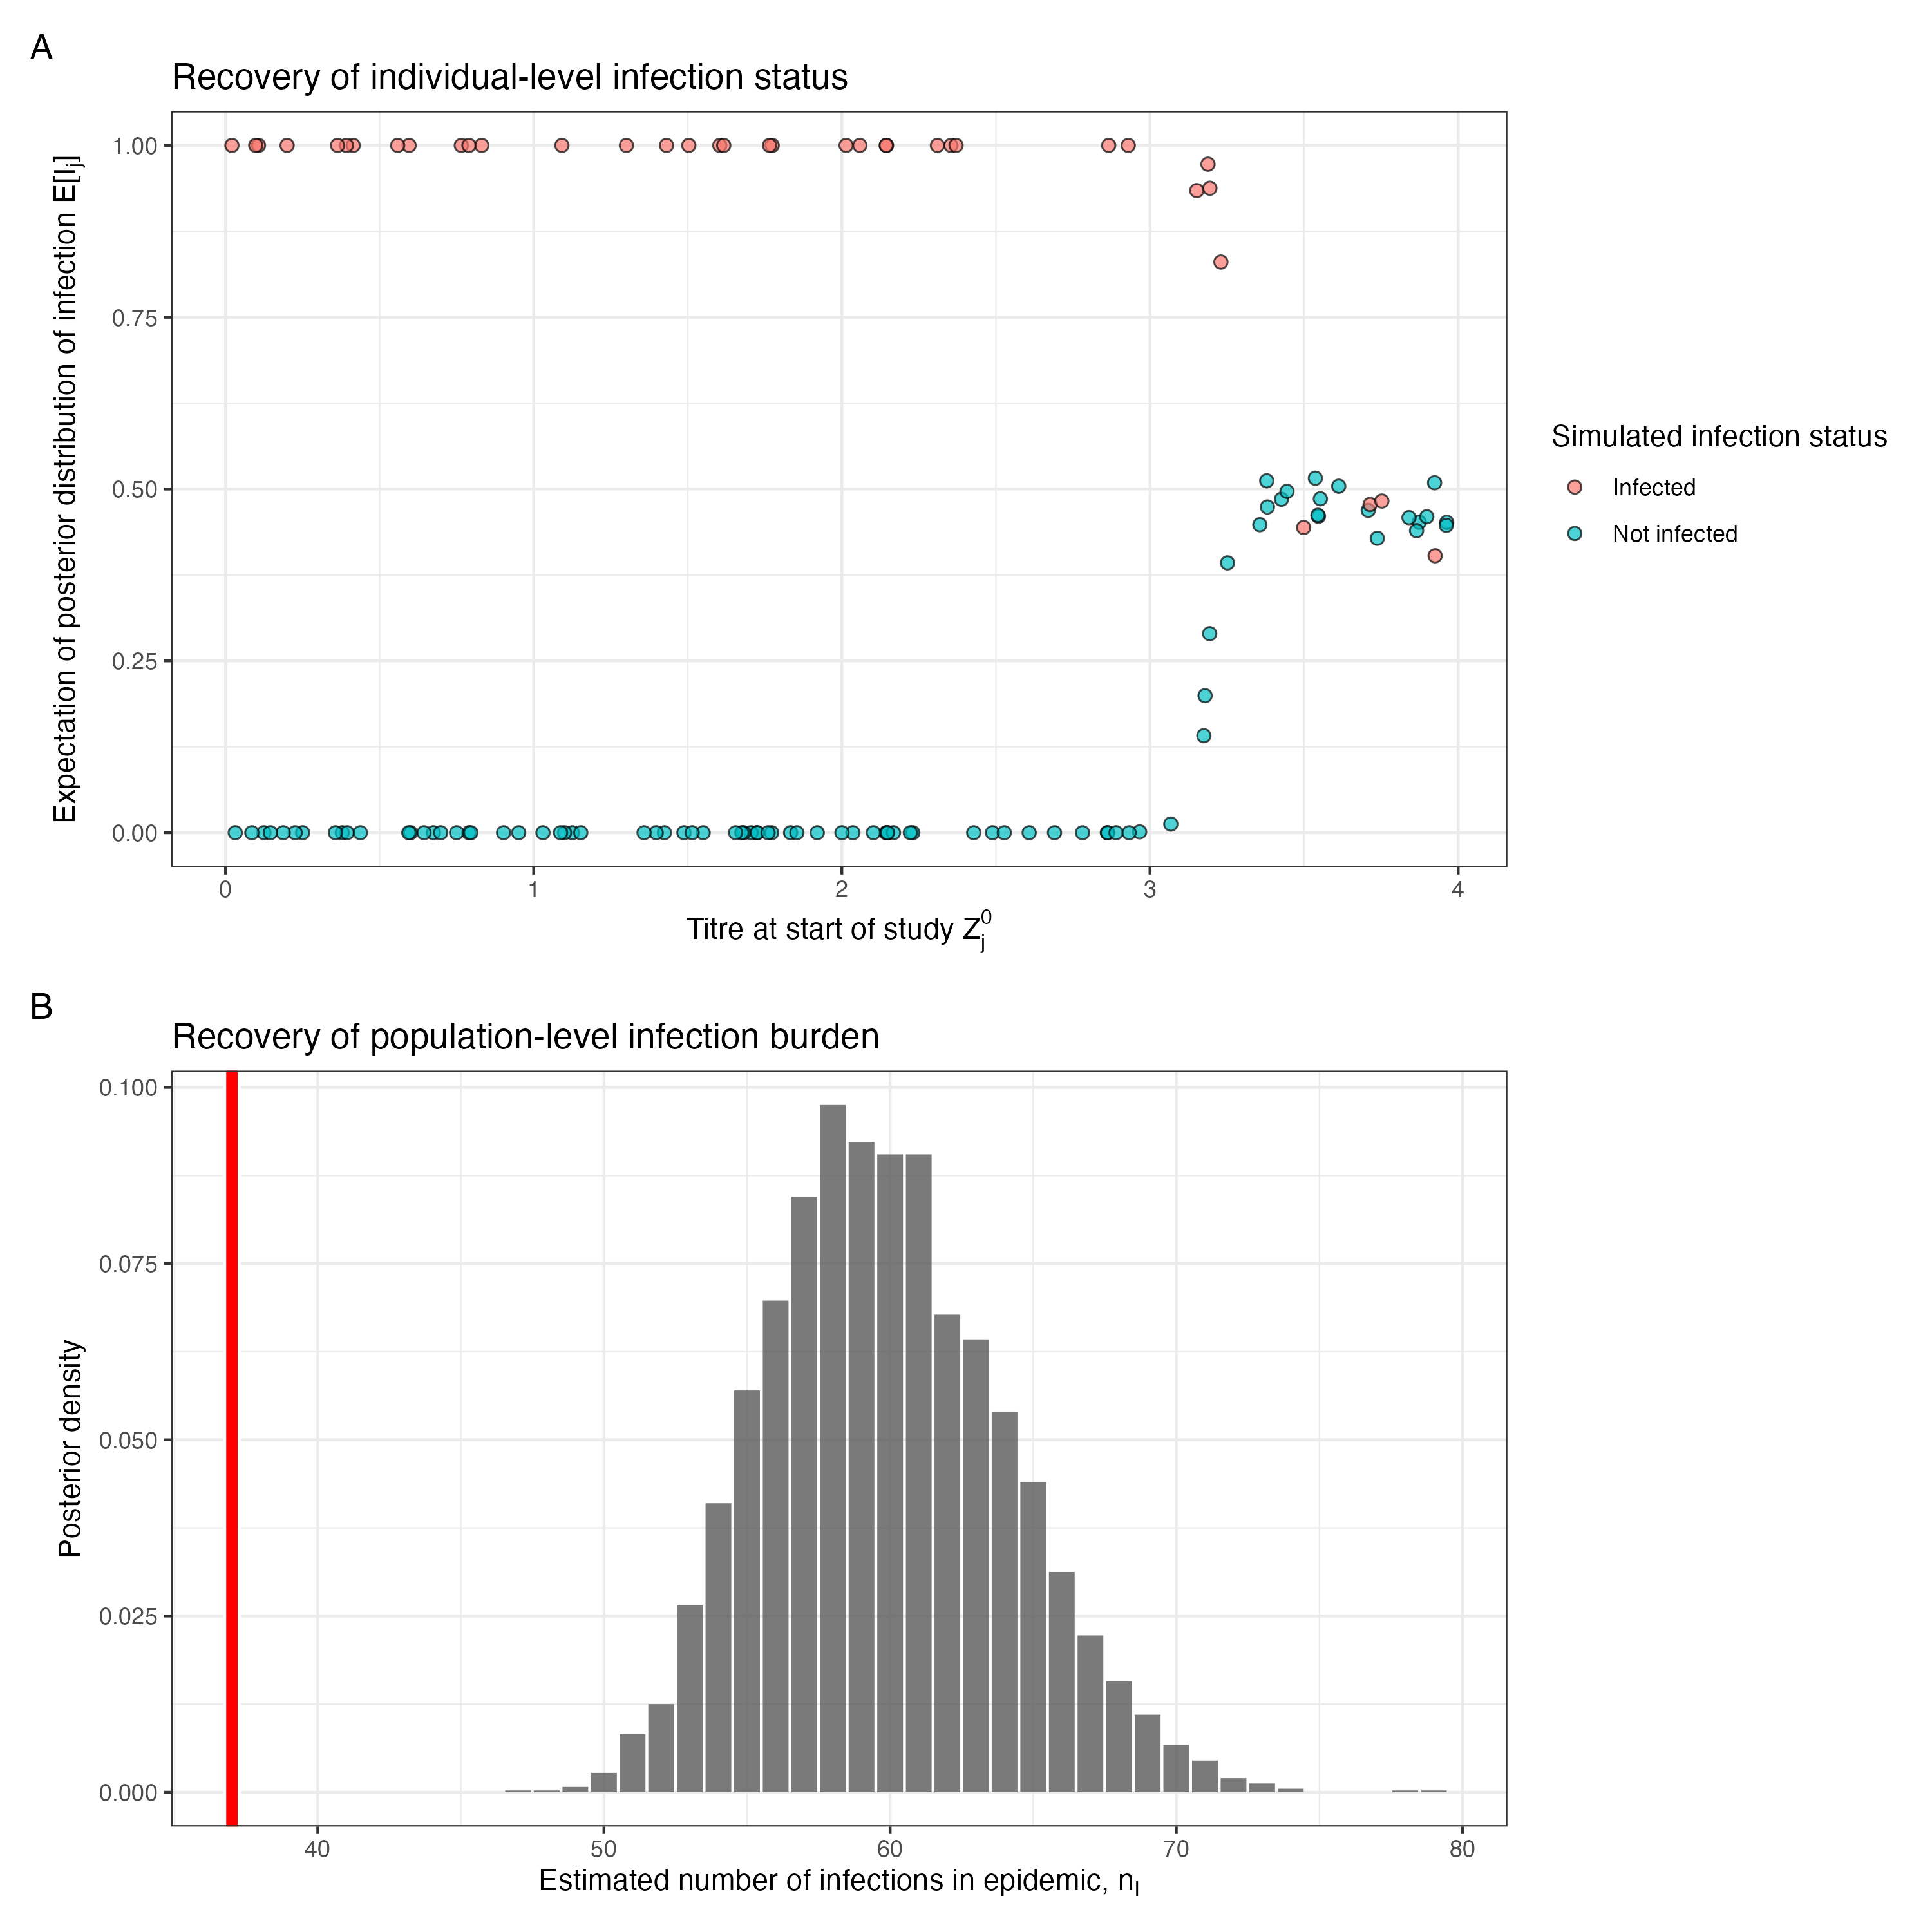 A
Recovery of individual-level infection status
Expectation of posterior distribution of infection E[Ij]
1.00
0.75
0.50
0.25
0.00
0 1 2 3 4
Titre at start of study Z_j^0
Simulated infection status
Infected
Not infected
B
Recovery of population-level infection burden
Posterior density
0.100
0.075
0.050
0.025
0.000
40 50 60 70 80
Estimated number of infections in epidemic, n_I